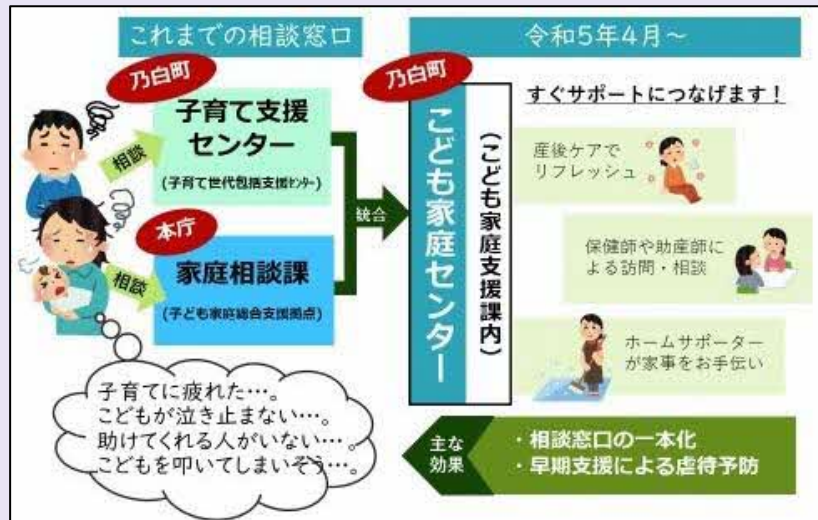 これまでの相談窓口
乃白町
子育て支援
センター
(子育て世代包括支援ｾﾝﾀｰ)
相談
本庁
家庭相談課
(子ども家庭総合支援拠点)
相談
統合
子育てに疲れた…。
こどもが泣き止まない…。
助けてくれる人がいない…。
こどもを叩いてしまいそう…。
令和5年4月～
乃白町
こども家庭センター
(こども家庭支援課内)
すぐサポートにつなげます！
産後ケアで
リフレッシュ
保健師や助産師に
よる訪問・相談
ホームサポーター
が家事をお手伝い
主な
効果
・相談窓口の一本化
・早期支援による虐待予防